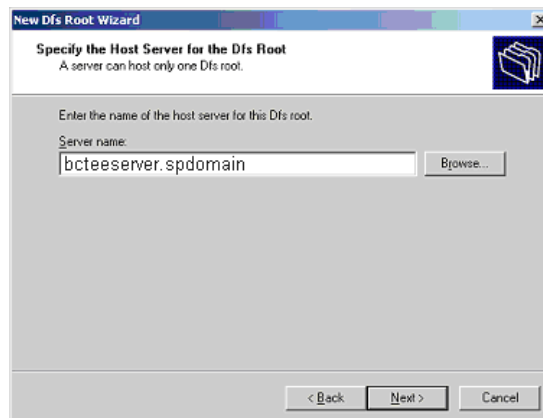 New Dfs Root Wizard
Specify the Host Server for the Dfs Root
A server can host only one Dfs root.
Enter the name of the host server for this Dfs root.
Server name:
bcteeserver.spdomain
Browse...
< Back
Next >
Cancel